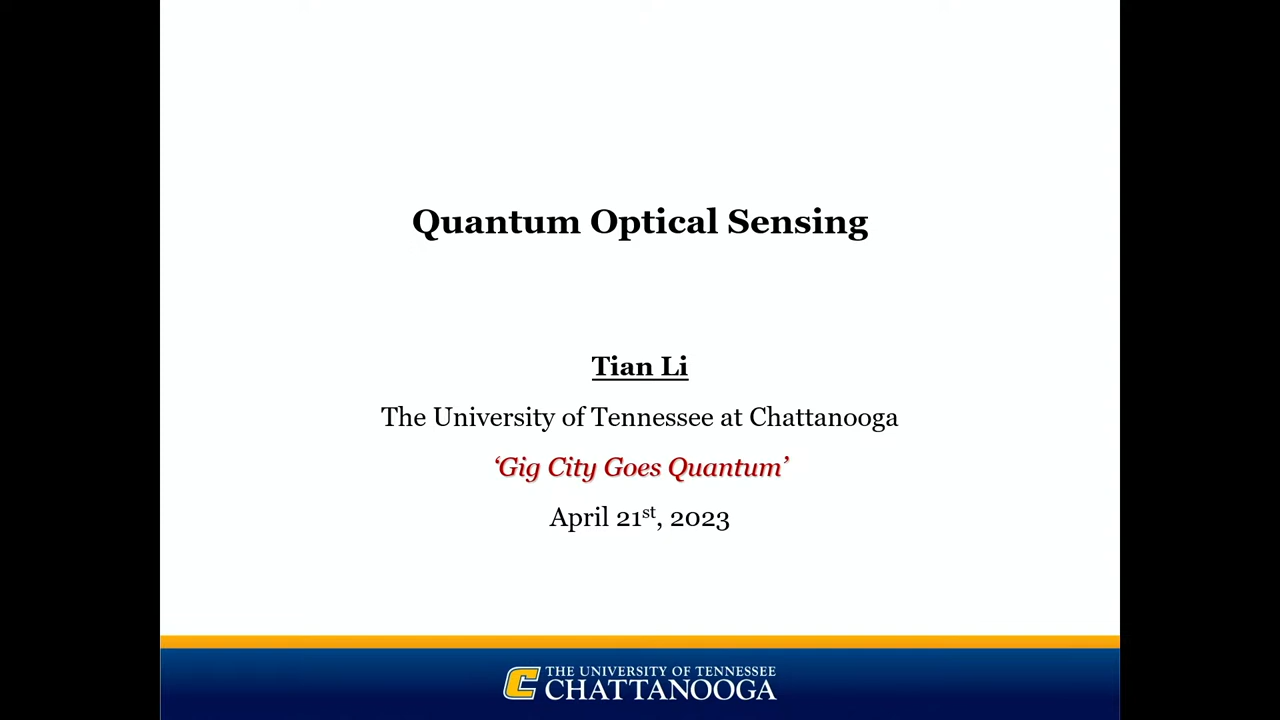 Quantum Optical Sensing
Tian Li
The University of Tennessee at Chattanooga
‘Gig City Goes Quantum’
April 21st, 2023
THE UNIVERSITY OF TENNESSEE
CHATTANOOGA